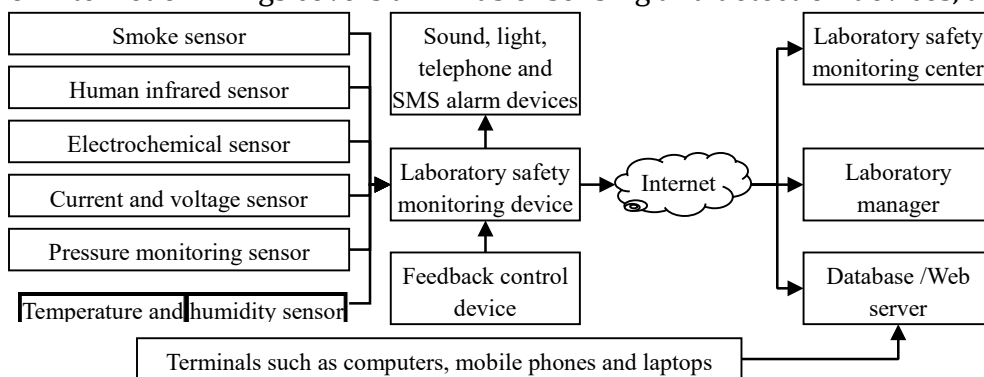 Smoke sensor
Human infrared sensor
Electrochemical sensor
Current and voltage sensor
Pressure monitoring sensor
Temperature and humidity sensor
Sound, light,
telephone and
SMS alarm devices
Laboratory safety
monitoring device
Feedback control
device
Internet
Laboratory safety
monitoring center
Laboratory
manager
Database /Web
server
Terminals such as computers, mobile phones and laptops